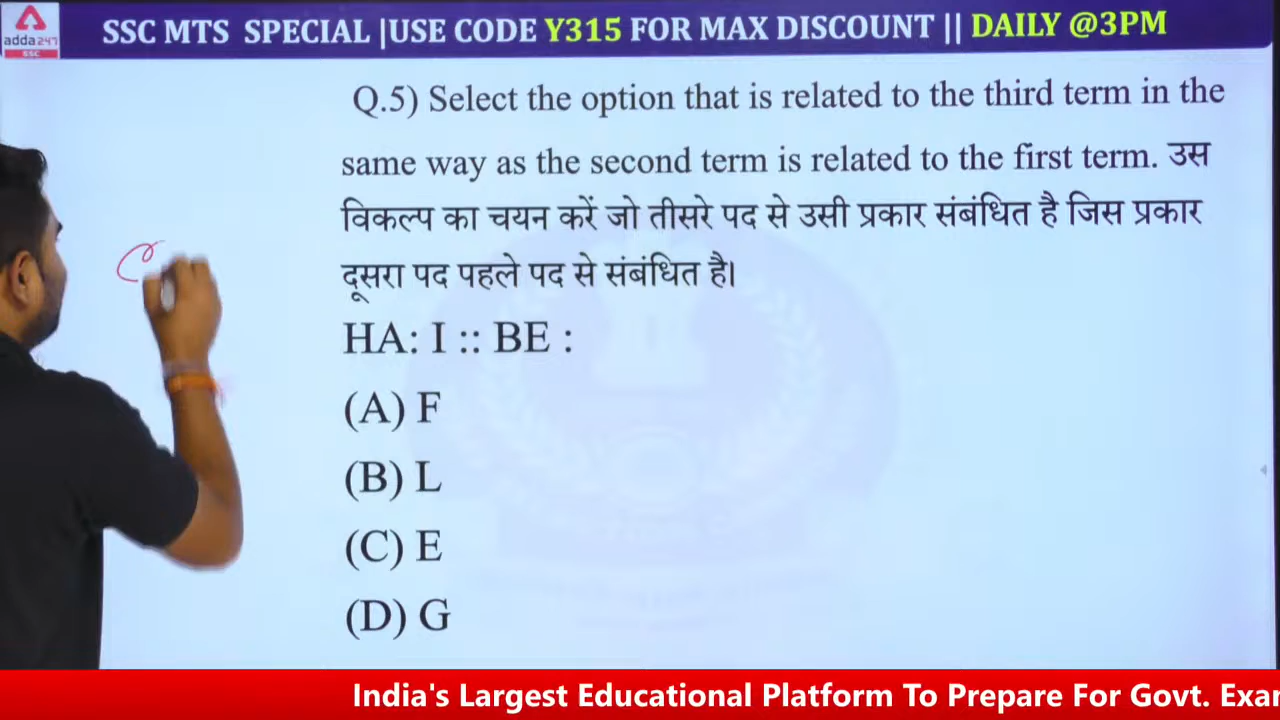 adda247
SSC
SSC MTS SPECIAL |USE CODE Y315 FOR MAX DISCOUNT || DAILY @3PM
Q.5) Select the option that is related to the third term in the
same way as the second term is related to the first term. उस
विकल्प का चयन करें जो तीसरे पद से उसी प्रकार संबंधित है जिस प्रकार
दूसरा पद पहले पद से संबंधित है।
HA: I :: BE :
(A) F
(B) L
(C) E
(D) G
India's Largest Educational Platform To Prepare For Govt. Exa